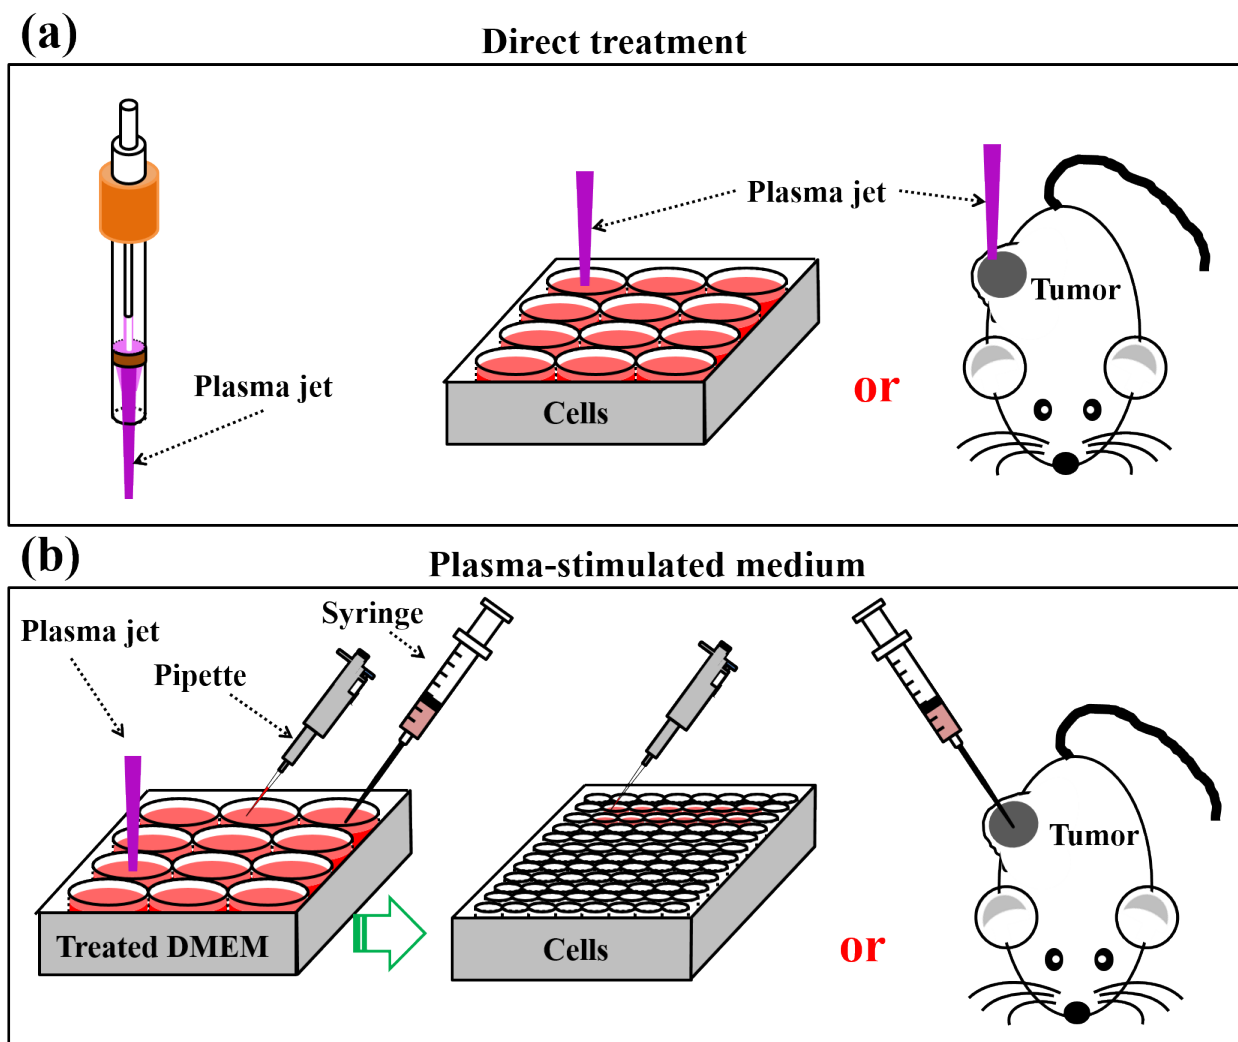 (a)
Direct treatment
Plasma jet
Plasma jet
Tumor
or
Cells
(b)
Plasma-stimulated medium
Plasma jet
Syringe
Pipette
Tumor
Treated DMEM
Cells
or